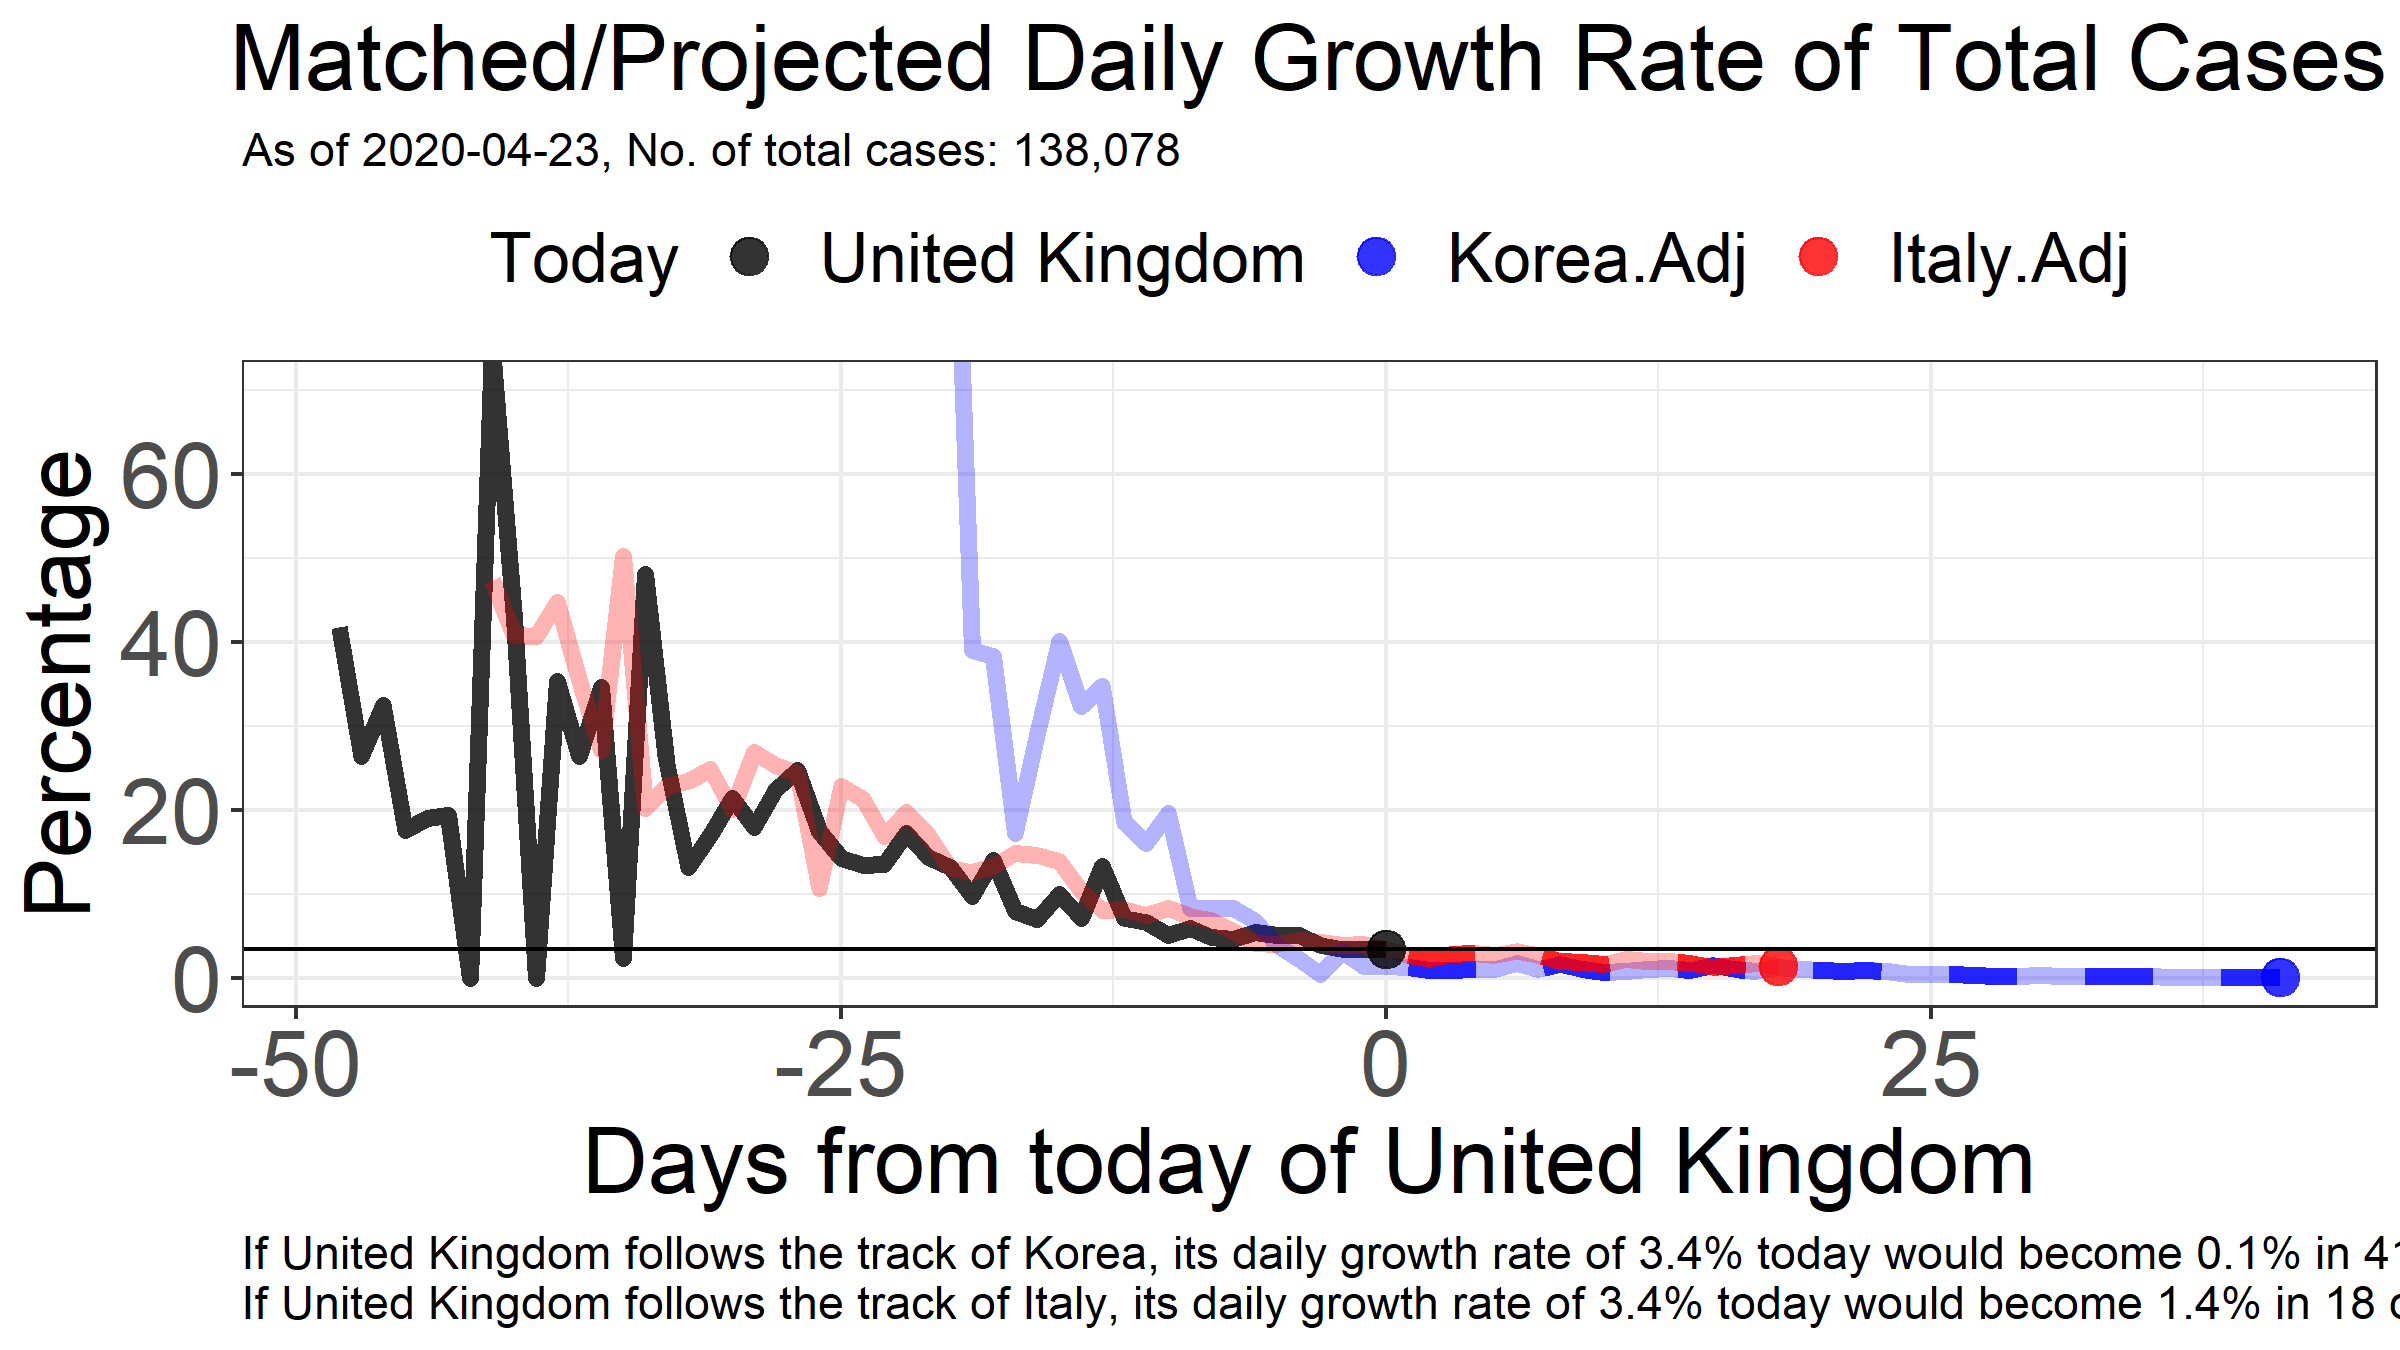 Matched/Projected Daily Growth Rate of Total Cases
As of 2020-04-23, No. of total cases: 138,078
Today United Kingdom Korea.Adj Italy.Adj
Percentage
60
40
20
0
-50 -25 0 25
Days from today of United Kingdom
If United Kingdom follows the track of Korea, its daily growth rate of 3.4% today would become 0.1% in
If United Kingdom follows the track of Italy, its daily growth rate of 3.4% today would become 1.4% in 18